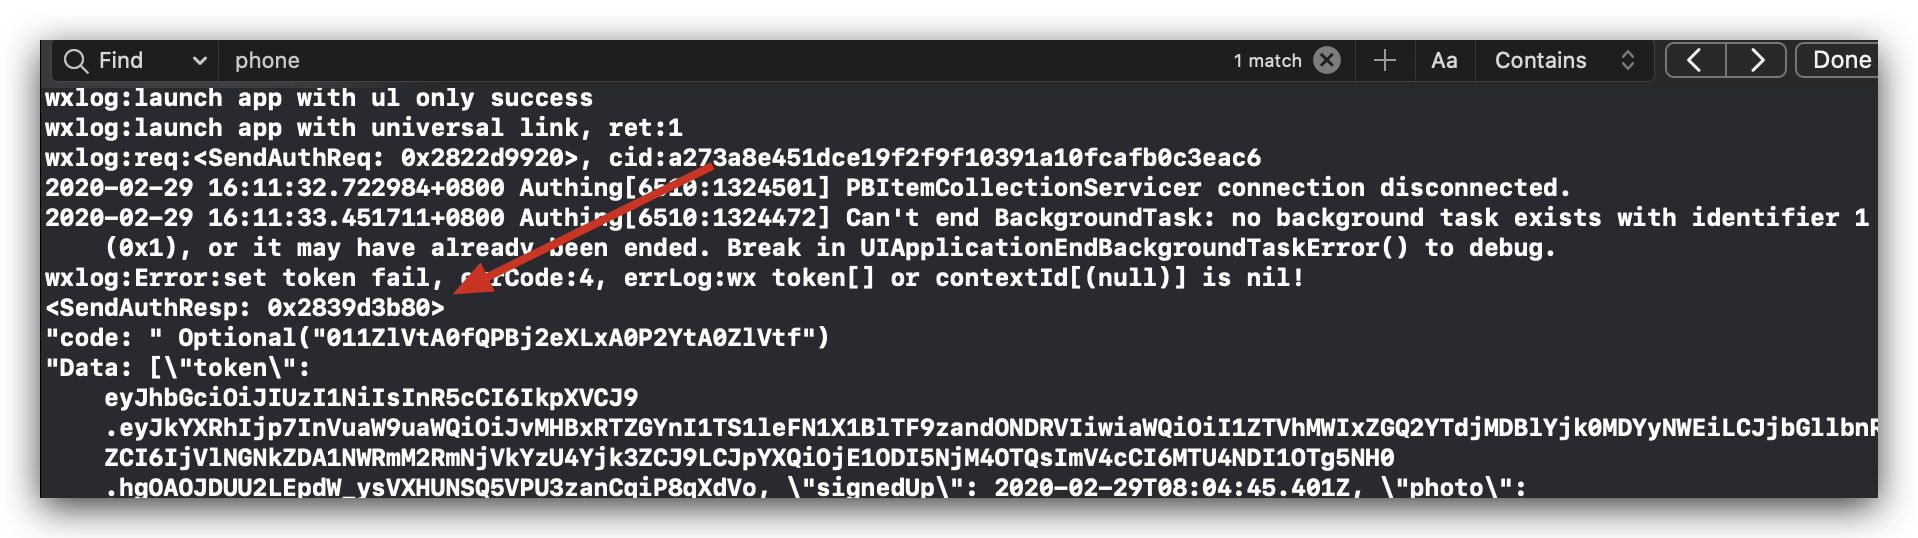 Find phone 1 match Aa Contains Done
wxlog:launch app with ul only success
wxlog:launch app with universal link, ret:1
wxlog:req:<SendAuthReq: 0x2822d9920>, cid:a273a8e451dce19f2f9f10391a10fcafb0c3eac6
2020-02-29 16:11:32.722984+0800 Authing[6510:1324501] PBItemCollectionServicer connection disconnected.
2020-02-29 16:11:33.451711+0800 Authing[6510:1324472] Can't end BackgroundTask: no background task exists with identifier 1
(0x1), or it may have already been ended. Break in UIApplicationEndBackgroundTaskError() to debug.
wxlog:Error:set token fail, errCode:4, errLog:wx token[] or contextId[(null)] is nil!
<SendAuthResp: 0x2839d3b80>
"code: " Optional("011ZlVtA0fQPBj2eXLxA0P2YtA0ZlVtf")
"Data: [\"token\":
eyJhbGciOiJIUzI1NiIsInR5cCI6IkpXVCJ9
.eyJkYXRhIjp7InVuaW9uaWQiOiJvMHBxRTZGYnI1TS1leFN1X1BlTF9zandONDRVIiwiaWQiOiI1ZTVhMWIxZGQ2YTdjMDBlYjk0MDYyNWEiLCJjbGllbnR
ZCI6IjVlNGNkZDA1NWRmM2RmNjVkYzU4Yjk3ZCJ9LCJpYXQiOjE1ODI5NjM4OTQsImV4cCI6MTU4NDI1OTg5NH0
.hgOAOJDUU2LEpdW_ysVXHUNSQ5VPU3zanCqiP8qXdVo, \"signedUp\": 2020-02-29T08:04:45.401Z, \"photo\":